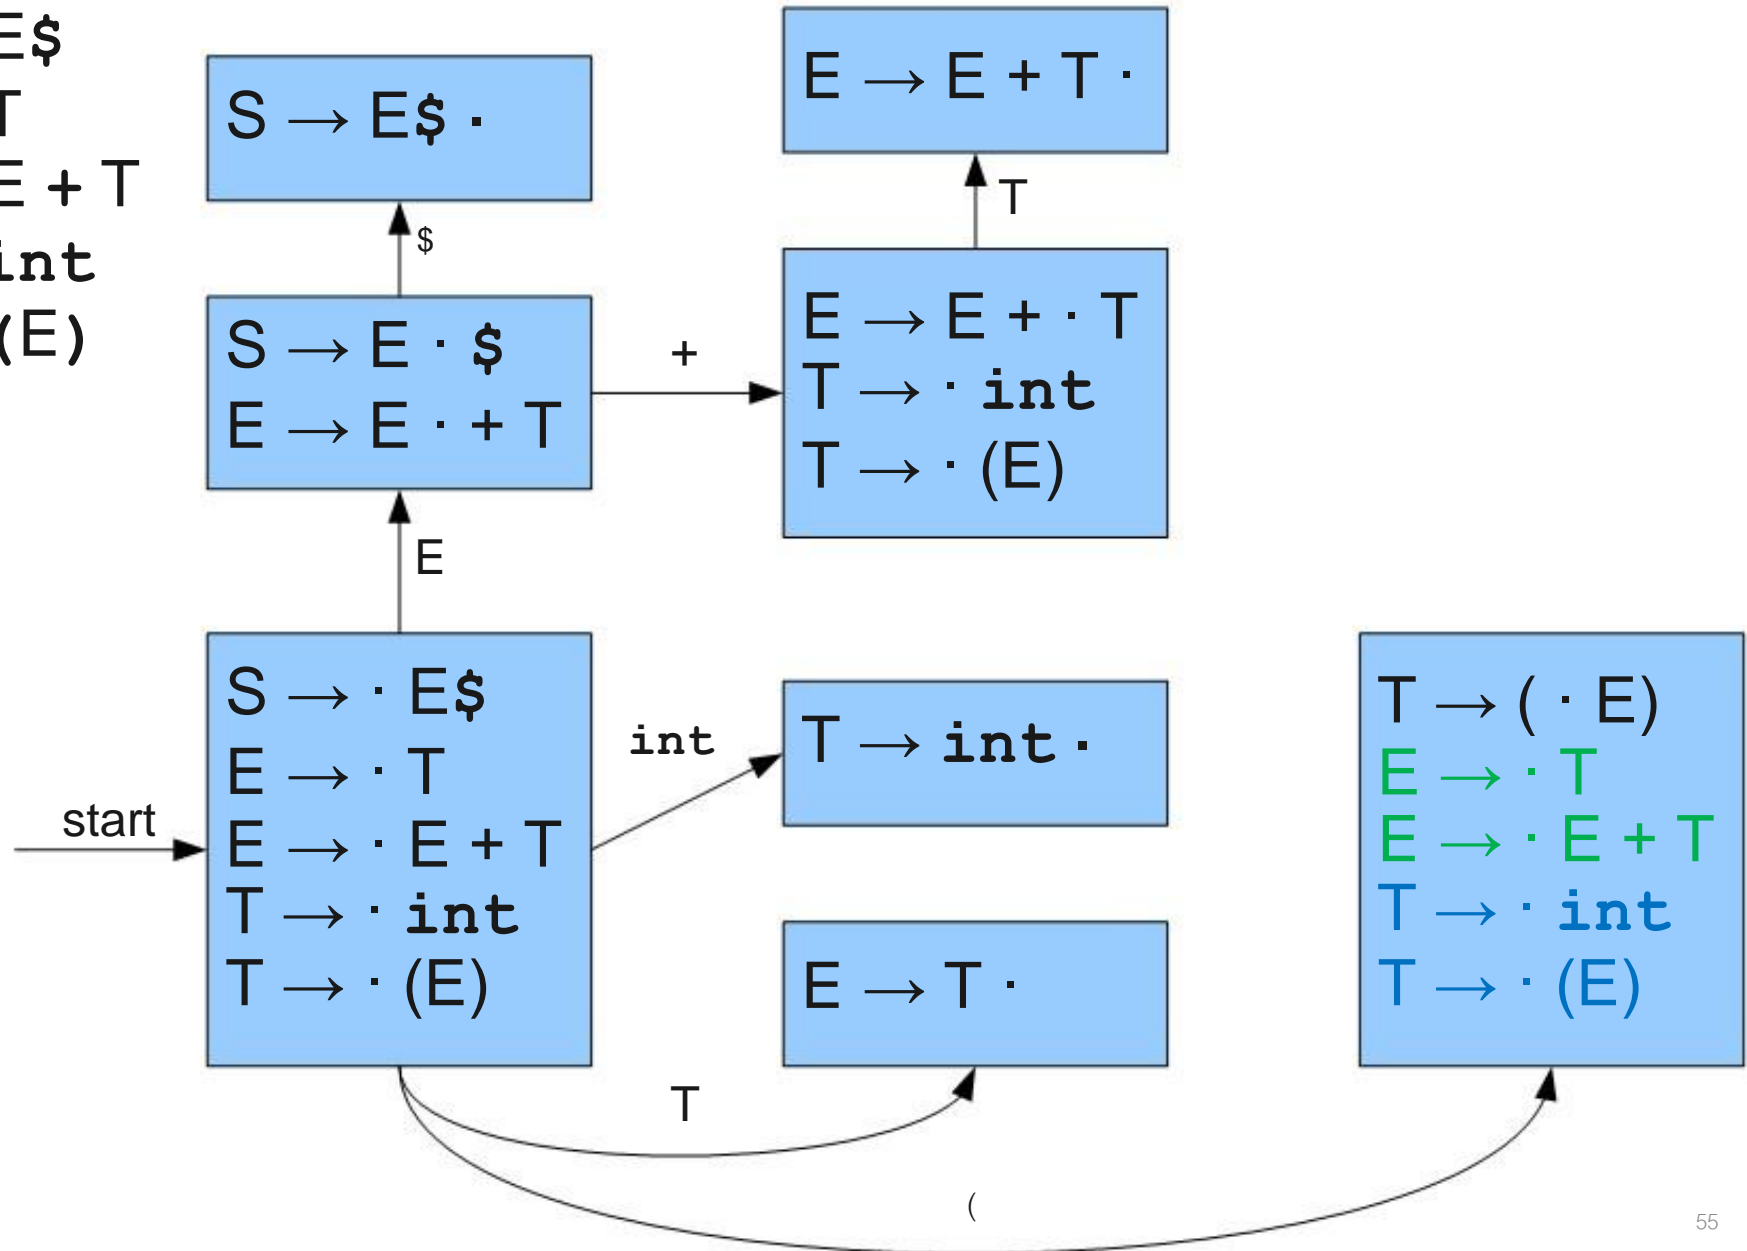 E$
T
E + T
int
(E)
S → E$ ·
$
S → E · $
E → E · + T
+
E
E → E + T ·
T
E → E + · T
T → · int
T → · (E)
start
S → · E$
E → · T
E → · E + T
T → · int
T → · (E)
int
T → int ·
E → T ·
T
(
T → ( · E)
E → · T
E → · E + T
T → · int
T → · (E)
55